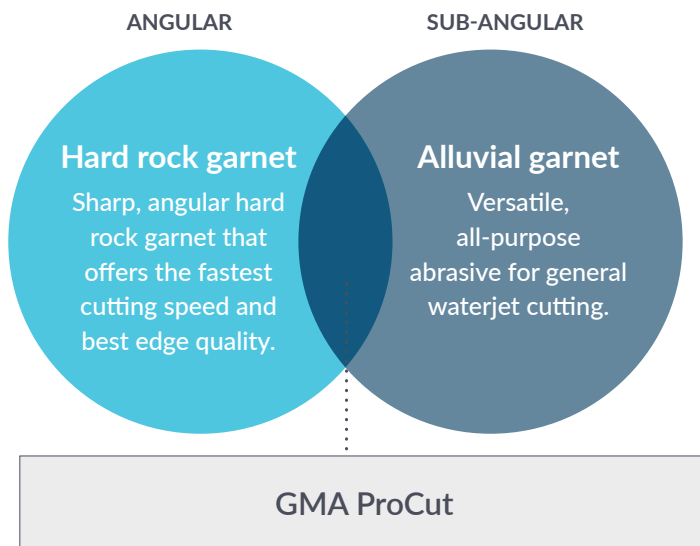 ANGULAR
SUB-ANGULAR
Hard rock garnet
Sharp, angular hard
rock garnet that
offers the fastest
cutting speed and
best edge quality.
Alluvial garnet
Versatile,
all-purpose
abrasive for general
waterjet cutting.
GMA ProCut